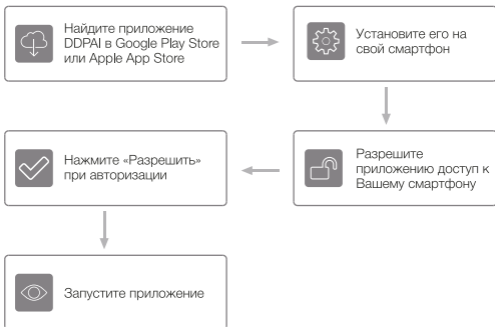 Найдите приложение
DDPAI в Google Play Store
или Apple App Store
Установите его на
свой смартфон
Разрешите
приложению доступ к
Вашему смартфону
Нажмите «Разрешить»
при авторизации
Запустите приложение